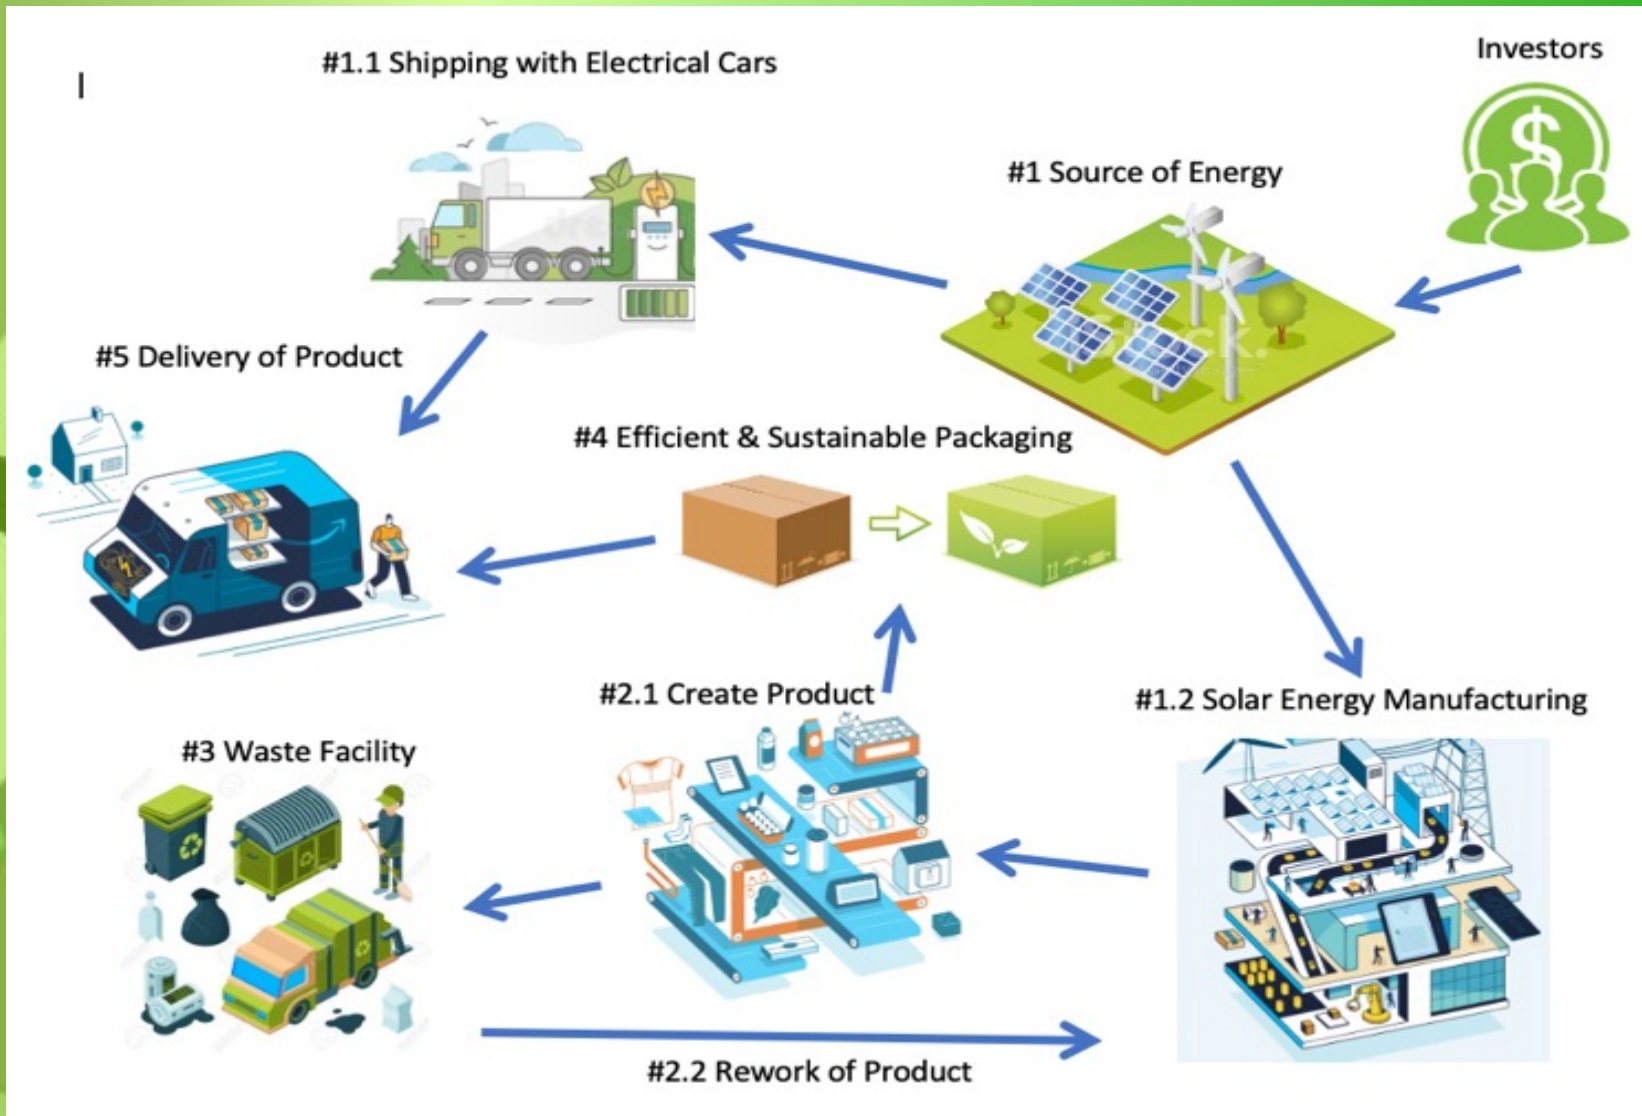 Investors
#1.1 Shipping with Electrical Cars
I
#1 Source of Energy
$
#5 Delivery of Product
#4 Efficient & Sustainable Packaging
#2.1 Create Product
#1.2 Solar Energy Manufacturing
#3 Waste Facility
#2.2 Rework of Product